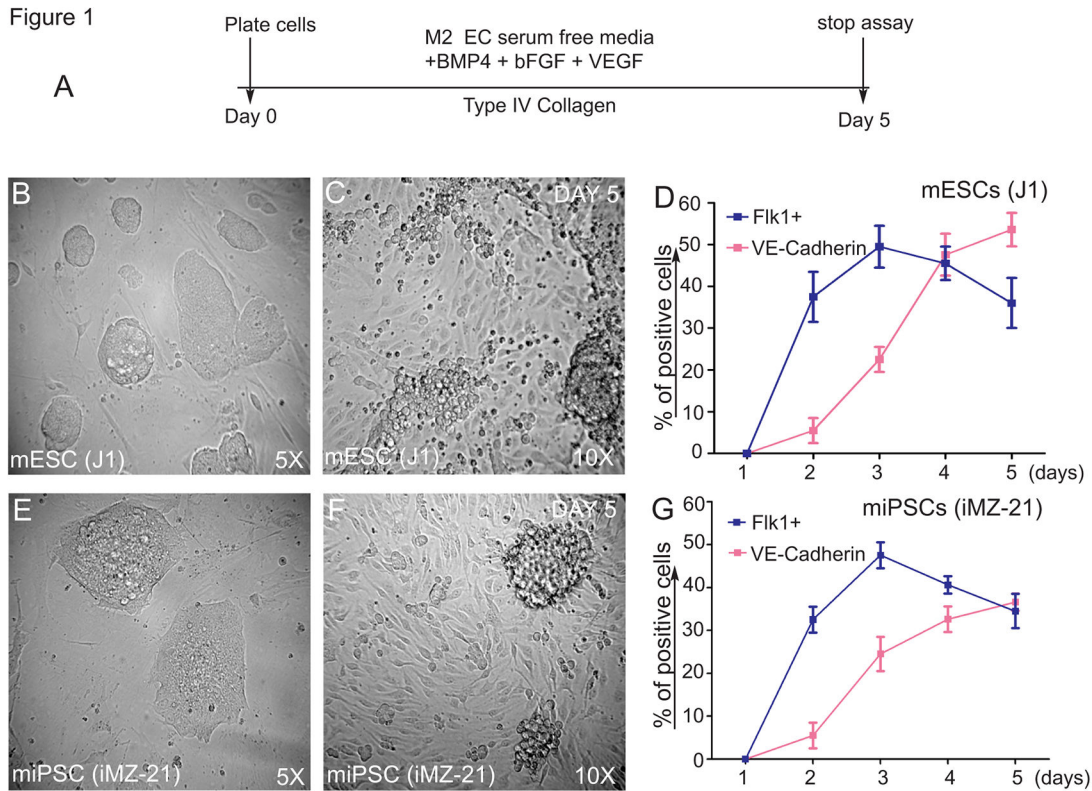 Figure 1
A
Plate cells
M2 EC serum free media
+BMP4 + bFGF + VEGF
stop assay
Day 0
Type IV Collagen
Day 5
B
mESC (J1)
5X
C
DAY 5
mESC (J1)
10X
D
mESCs (J1)
Flk1+
VE-Cadherin
% of positive cells
60
50
40
30
20
10
0
1 2 3 4 5 (days)
E
miPSC (iMZ-21)
5X
F
DAY 5
miPSC (iMZ-21)
10X
G
miPSCs (iMZ-21)
Flk1+
VE-Cadherin
% of positive cells
60
50
40
30
20
10
0
1 2 3 4 5 (days)